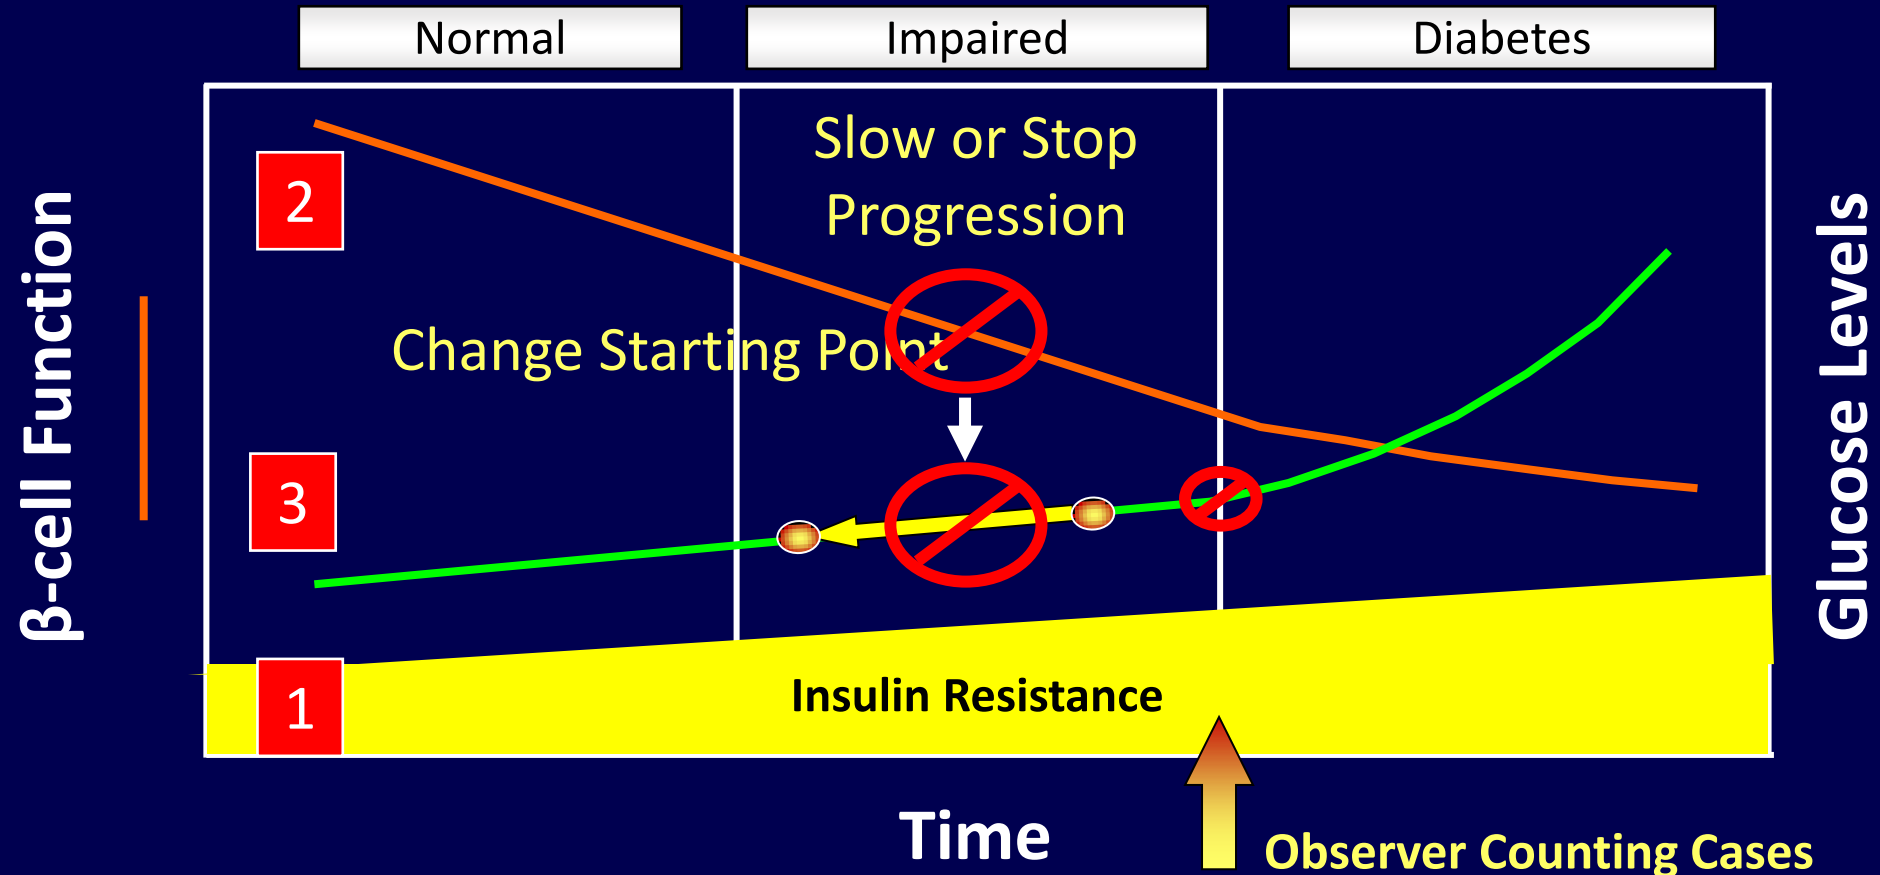 Normal
Impaired
Diabetes
Slow or Stop
Progression
2
Change Starting Point
β-cell Function
Glucose Levels
3
Insulin Resistance
1
Time
Observer Counting Cases